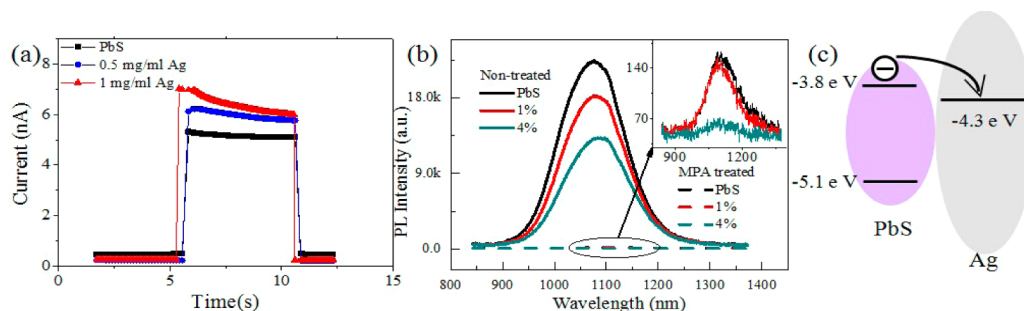 (a)
PbS
0.5 mg/ml Ag
1 mg/ml Ag
Current (nA)
8
6
4
2
0
0
5
10
15
Time(s)
(b)
Non-treated
PbS
1%
4%
PL Intensity (a.u.)
18.0k
9.0k
0.0
140
70
900
1200
MPA treated
PbS
1%
4%
800
900
1000
1100
1200
1300
1400
Wavelength (nm)
(c)
-3.8 e V
-4.3 e V
-5.1 e V
PbS
Ag